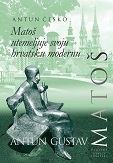 ANTUN ČESKO
Matoš
utemeljuje svoju
hrvatsku modernu
ANTUN GUSTAV
MATOŠ